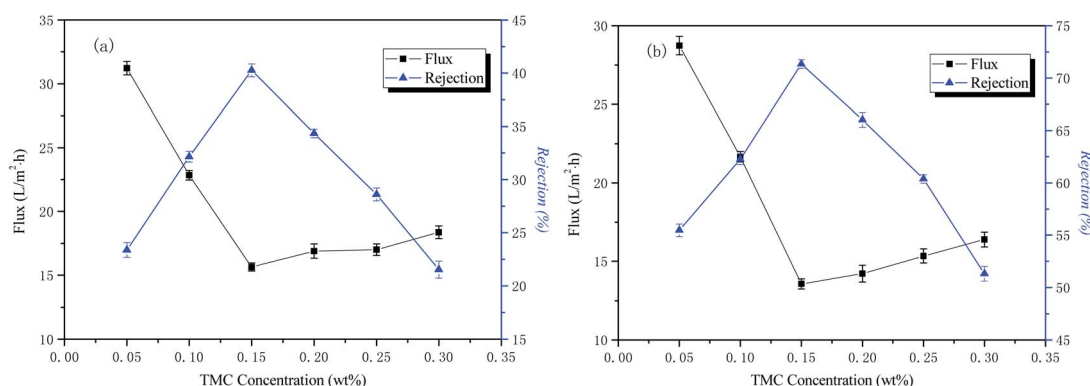 (a)
Flux
Rejection
35
30
25
20
15
10
45
40
35
30
25
20
15
0.00 0.05 0.10 0.15 0.20 0.25 0.30 0.35
Flux (L/m²·h)
Rejection (%)
TMC Concentration (wt%)
(b)
Flux
Rejection
30
25
20
15
10
75
70
65
60
55
50
45
0.00 0.05 0.10 0.15 0.20 0.25 0.30 0.35
Flux (L/m²·h)
Rejection (%)
TMC Concentration (wt%)